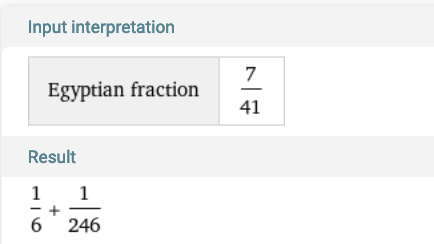 Input interpretation
Egyptian fraction 7/41
Result
1/6 + 1/246